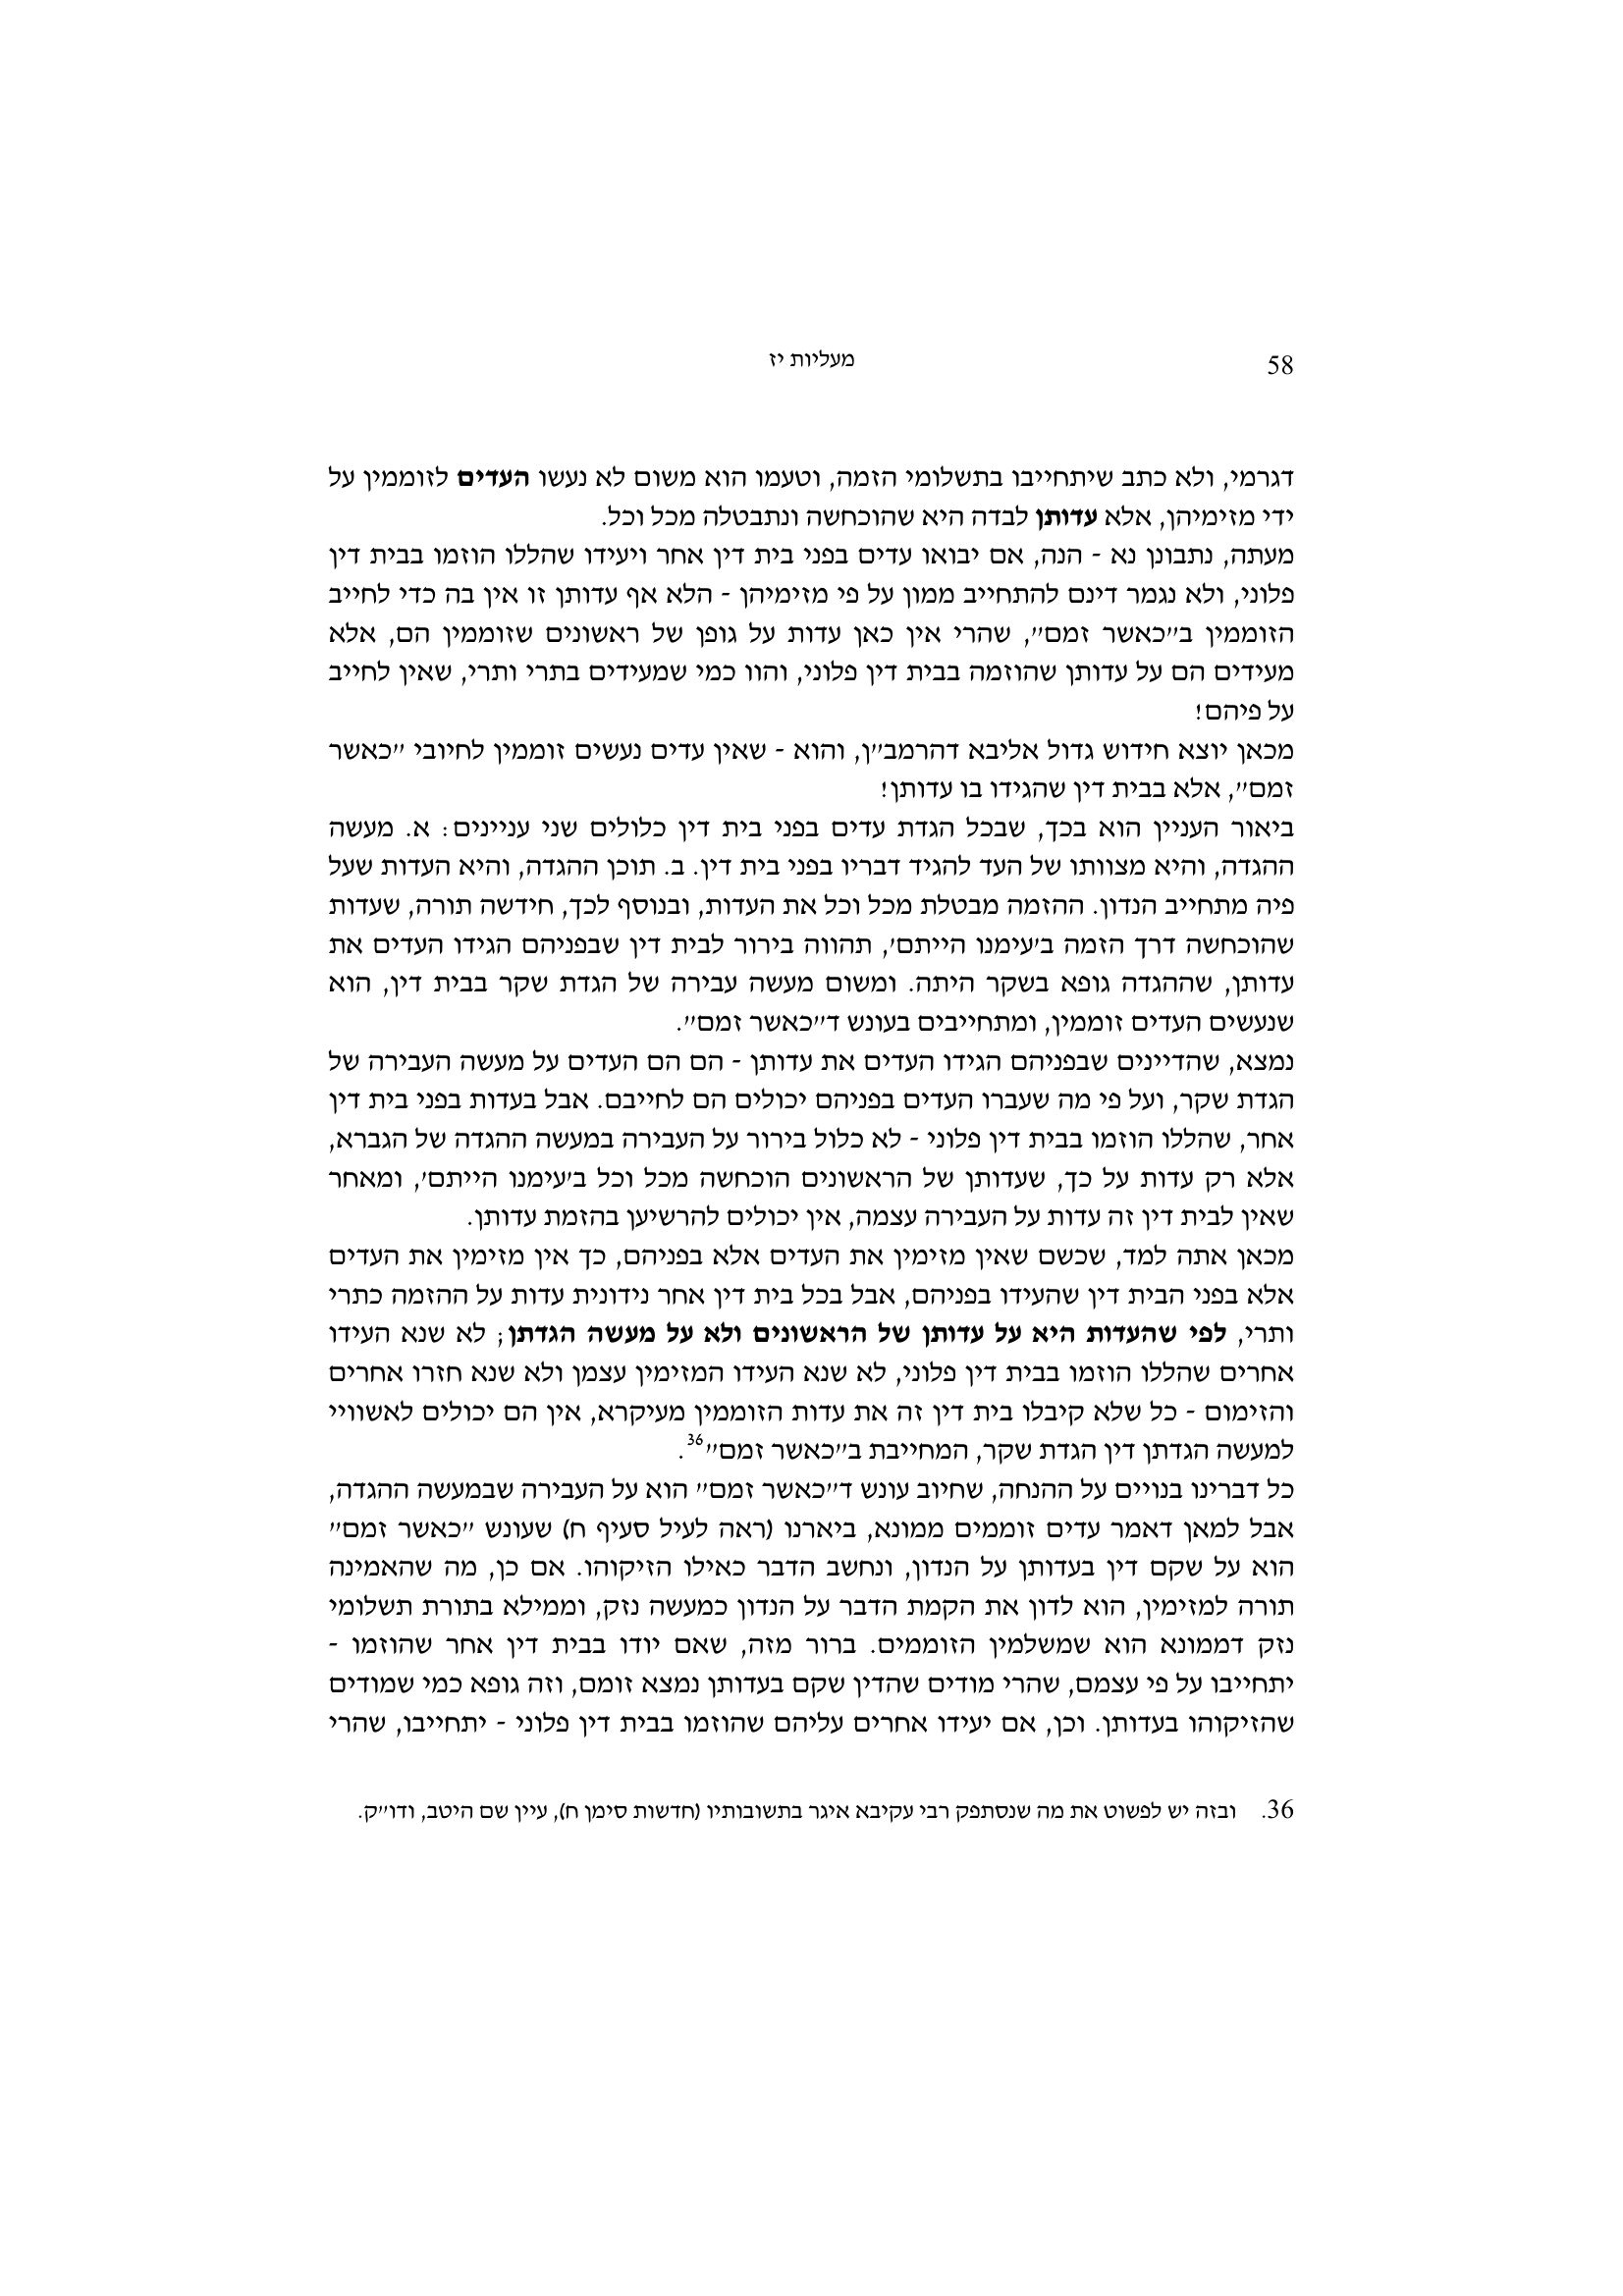 58
מעליות יז
דגרמי, ולא כתב שיתחייבו בתשלומי הזמה, וטעמו הוא משום לא נעשו העדים לזוממין על
ידי מזימיהן, אלא עדותן לבדה היא שהוכחשה ונתבטלה מכל וכל.
מעתה, נתבונן נא - הנה, אם יבואו עדים בפני בית דין אחר ויעידו שהללו הוזמו בבית דין
פלוני, ולא נגמר דינם להתחייב ממון על פי מזימיהן - הלא אף עדותן זו אין בה כדי לחייב
הזוממין ב"כאשר זמם", שהרי אין כאן עדות על גופן של ראשונים שזוממין הם, אלא
מעידים הם על עדותן שהוזמה בבית דין פלוני, והוו כמי שמעידים בתרי ותרי, שאין לחייב
על פיהם!
מכאן יוצא חידוש גדול אליבא דהרמב"ן, והוא - שאין עדים נעשים זוממין לחיובי "כאשר
זמם", אלא בבית דין שהגידו בו עדותן!
ביאור העניין הוא בכך, שבכל הגדת עדים בפני בית דין כלולים שני עניינים: א. מעשה
ההגדה, והיא מצוותו של העד להגיד דבריו בפני בית דין. ב. תוכן ההגדה, והיא העדות שעל
פיה מתחייב הנדון. ההזמה מבטלת מכל וכל את העדות, ובנוסף לכך, חידשה תורה, שעדות
שהוכחשה דרך הזמה ב'עימנו הייתם', תהווה בירור לבית דין שבפניהם הגידו העדים את
עדותן, שההגדה גופא בשקר היתה. ומשום מעשה עבירה של הגדת שקר בבית דין, הוא
שנעשים העדים זוממין, ומתחייבים בעונש ד"כאשר זמם".
נמצא, שהדיינים שבפניהם הגידו העדים את עדותן - הם הם העדים על מעשה העבירה של
הגדת שקר, ועל פי מה שעברו העדים בפניהם יכולים הם לחייבם. אבל בעדות בפני בית דין
אחר, שהללו הוזמו בבית דין פלוני - לא כלול בירור על העבירה במעשה ההגדה של הגברא,
אלא רק עדות על כך, שעדותן של הראשונים הוכחשה מכל וכל ב'עימנו הייתם', ומאחר
שאין לבית דין זה עדות על העבירה עצמה, אין יכולים להרשיען בהזמת עדותן.
מכאן אתה למד, שכשם שאין מזימין את העדים אלא בפניהם, כך אין מזימין את העדים
אלא בפני הבית דין שהעידו בפניהם, אבל בכל בית דין אחר נידונית עדות על ההזמה כתרי
ותרי, לפי שהעדות היא על עדותן של הראשונים ולא על מעשה הגדתן; לא שנא העידו
אחרים שהללו הוזמו בבית דין פלוני, לא שנא העידו המזימין עצמן ולא שנא חזרו אחרים
והזימום - כל שלא קיבלו בית דין זה את עדות הזוממין מעיקרא, אין הם יכולים לאשוויי
למעשה הגדתן דין הגדת שקר, המחייבת ב"כאשר זמם"36.
כל דברינו בנויים על ההנחה, שחיוב עונש ד"כאשר זמם" הוא על העבירה שבמעשה ההגדה,
אבל למאן דאמר עדים זוממים ממונא, ביארנו (ראה לעיל סעיף ח) שעונש "כאשר זמם"
הוא על שקם דין בעדותן על הנדון, ונחשב הדבר כאילו הזיקוהו. אם כן, מה שהאמינה
תורה למזימין, הוא לדון את הקמת הדבר על הנדון כמעשה נזק, וממילא בתורת תשלומי
נזק דממונא הוא שמשלמין הזוממים. ברור מזה, שאם יודו בבית דין אחר שהוזמו -
יתחייבו על פי עצמם, שהרי מודים שהדין שקם בעדותן נמצא זומם, וזה גופא כמי שמודים
שהזיקוהו בעדותן. וכן, אם יעידו אחרים עליהם שהוזמו בבית דין פלוני - יתחייבו, שהרי
36. ובזה יש לפשוט את מה שנסתפק רבי עקיבא איגר בתשובותיו (חדשות סימן ח), עיין שם היטב, ודו"ק.